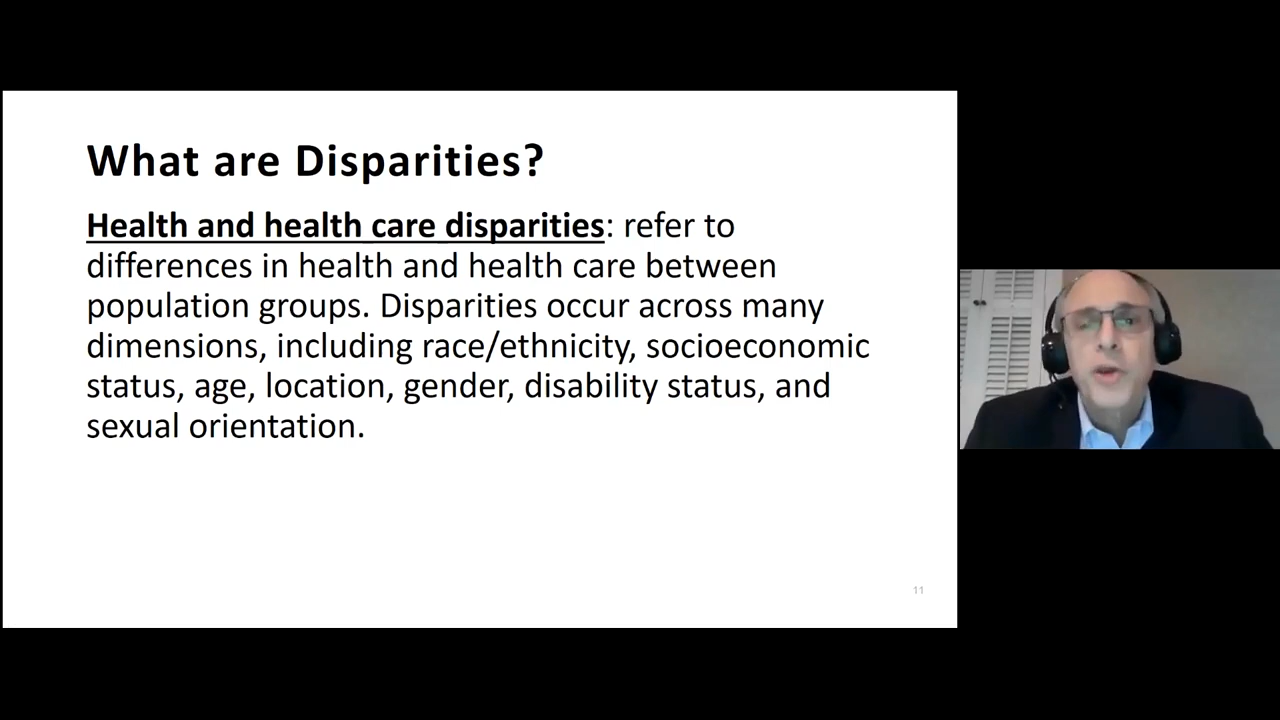 What are Disparities?
Health and health care disparities: refer to
differences in health and health care between
population groups. Disparities occur across many
dimensions, including race/ethnicity, socioeconomic
status, age, location, gender, disability status, and
sexual orientation.
11